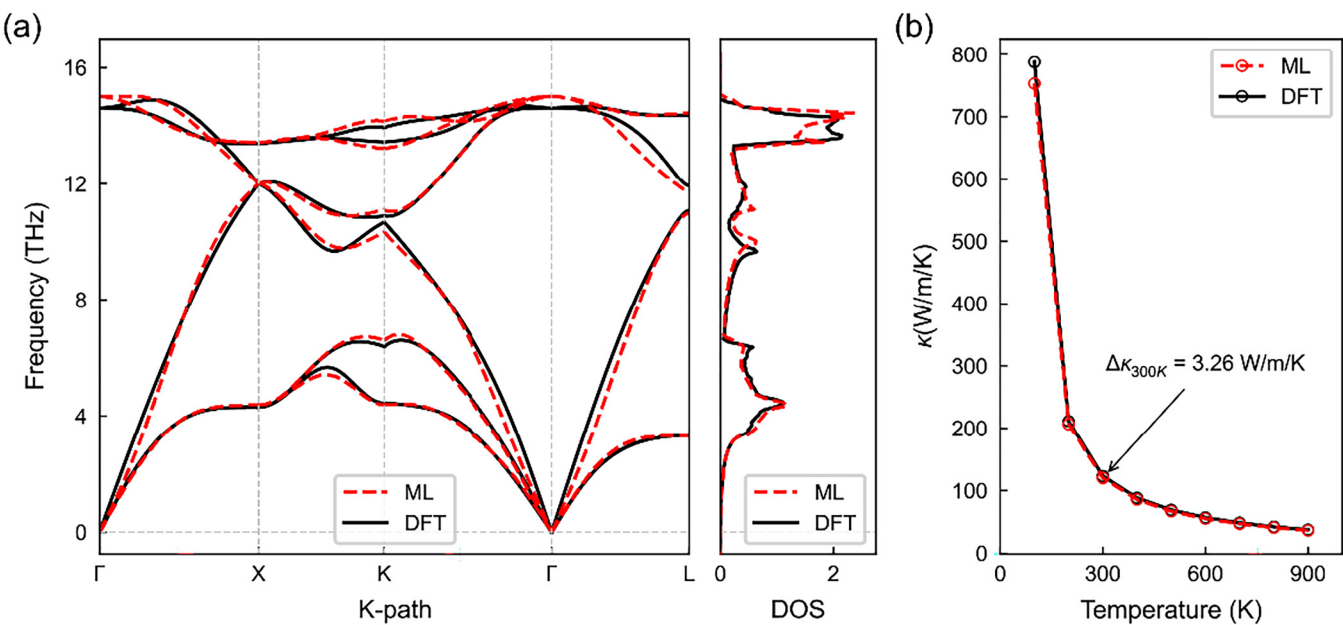 (a)
Frequency (THz)
16
12
8
4
0
ML
DFT
Γ
X
K
Γ
L
K-path
ML
DFT
0
2
DOS
(b)
κ(W/m/K)
800
700
600
500
400
300
200
100
0
ML
DFT
Δκ300K = 3.26 W/m/K
0
300
600
900
Temperature (K)